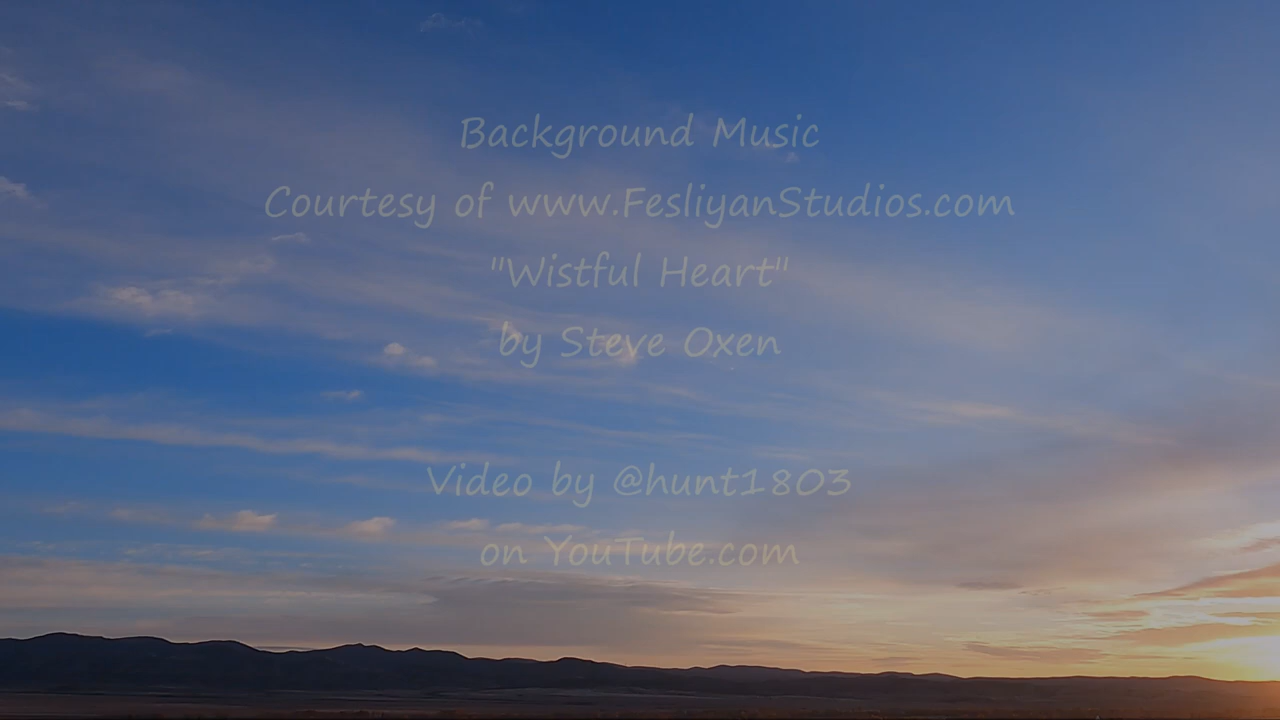 Background Music
Courtesy of www.FesliyanStudios.com
"Wistful Heart"
by Steve Oxen
Video by @hunt1803
on YouTube.com